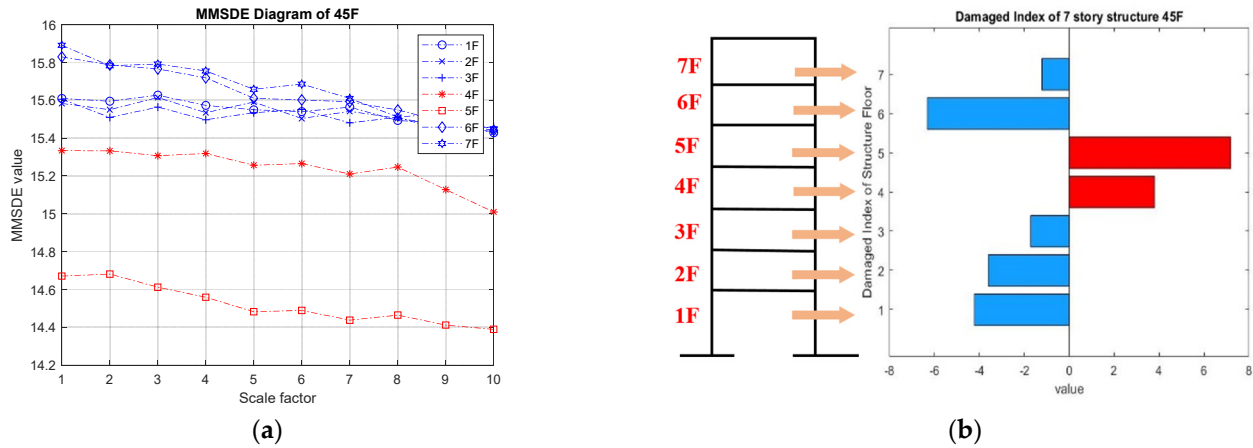 MMSDE Diagram of 45F
16
15.8
15.6
15.4
15.2
15
14.8
14.6
14.4
14.2
MMSDE value
1 2 3 4 5 6 7 8 9 10
Scale factor
1F
2F
3F
4F
5F
6F
7F
(a)
7F
6F
5F
4F
3F
2F
1F
Damaged Index of 7 story structure 45F
Damaged Index of Structure Floor
7
6
5
4
3
2
1
-8 -6 -4 -2 0 2 4 6 8
value
(b)